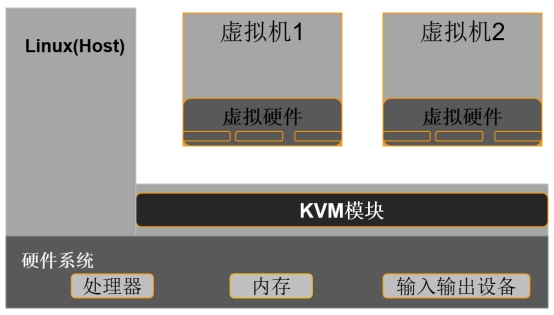 Linux(Host)
虚拟机1
虚拟机2
虚拟硬件
虚拟硬件
KVM模块
硬件系统
处理器
内存
输入输出设备